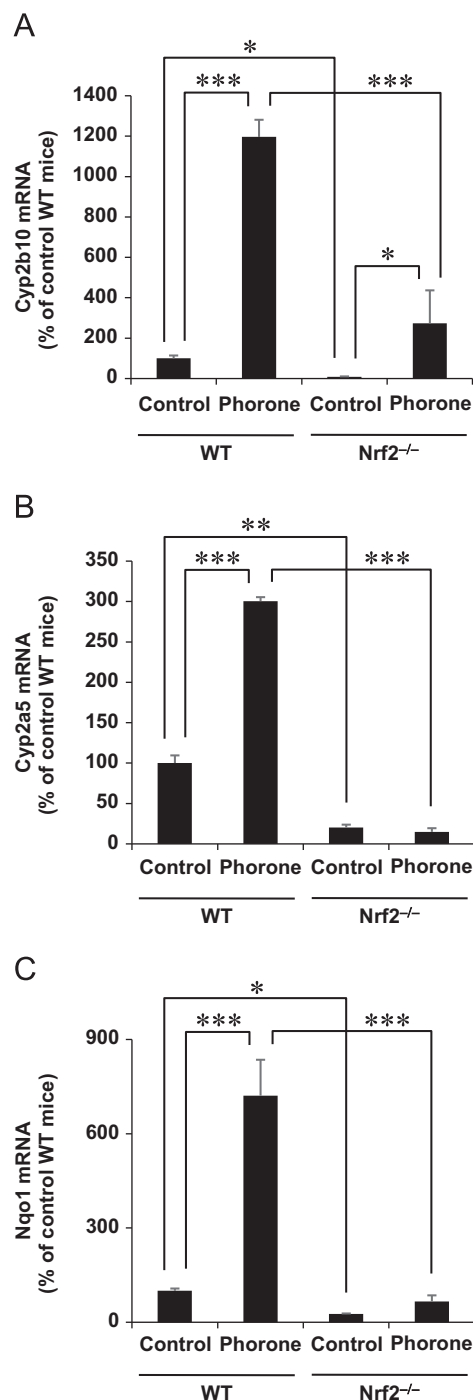 A
*
***
***
*
1400
1200
1000
800
600
400
200
0
Cyp2b10 mRNA
(% of control WT mice)
Control Phorone Control Phorone
WT Nrf2⁻/⁻
B
**
***
***
350
300
250
200
150
100
50
0
Cyp2a5 mRNA
(% of control WT mice)
Control Phorone Control Phorone
WT Nrf2⁻/⁻
C
*
***
***
900
600
300
0
Nqo1 mRNA
(% of control WT mice)
Control Phorone Control Phorone
WT Nrf2⁻/⁻